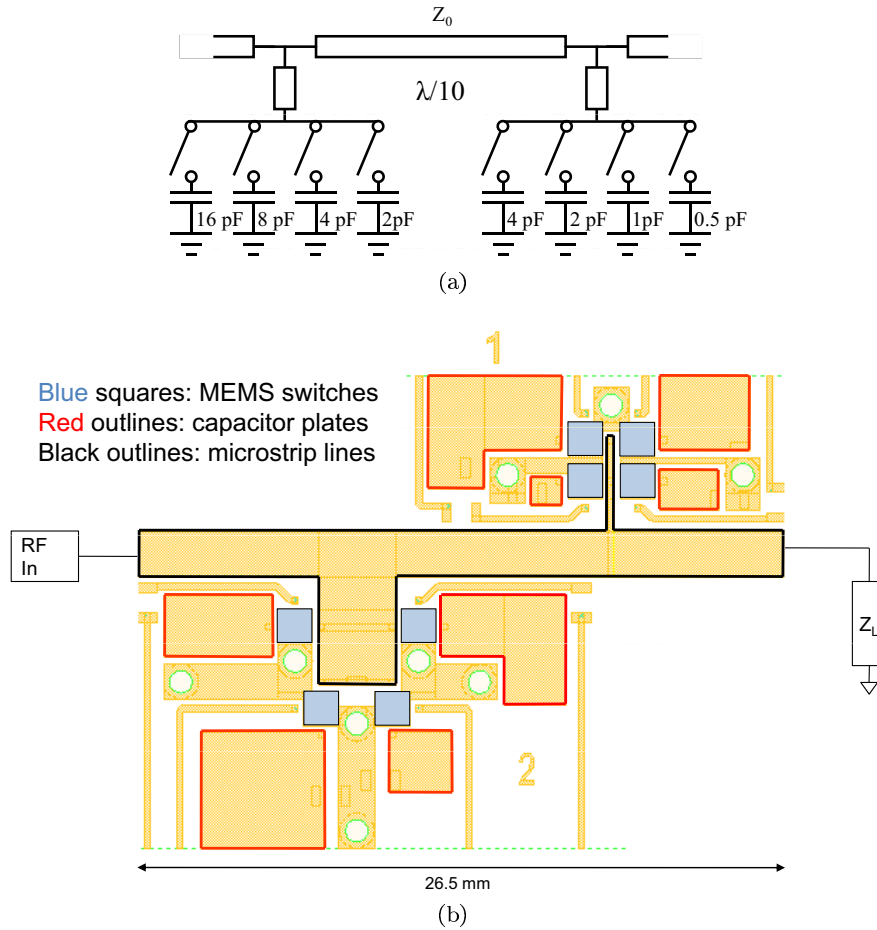 Z0
λ/10
16 pF 8 pF 4 pF 2pF 4 pF 2 pF 1pF 0.5 pF
(a)
1
Blue squares: MEMS switches
Red outlines: capacitor plates
Black outlines: microstrip lines
RF
In
ZL
2
26.5 mm
(b)